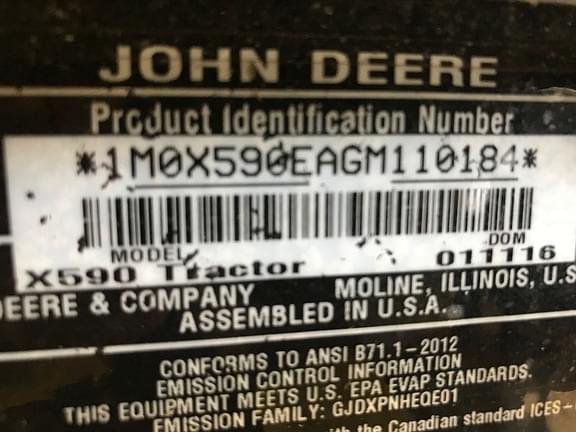 JOHN DEERE
Product Identification Number
*1M0X590EAGM110184*
MODEL DOM
X590 Tractor 011116
DEERE & COMPANY MOLINE, ILLINOIS, U.S
ASSEMBLED IN U.S.A.
CONFORMS TO ANSI B71.1-2012
EMISSION CONTROL INFORMATION
THIS EQUIPMENT MEETS U.S. EPA EVAP STANDARDS.
EMISSION FAMILY: GJDXPNHEQE01
with the Canadian standard ICES-